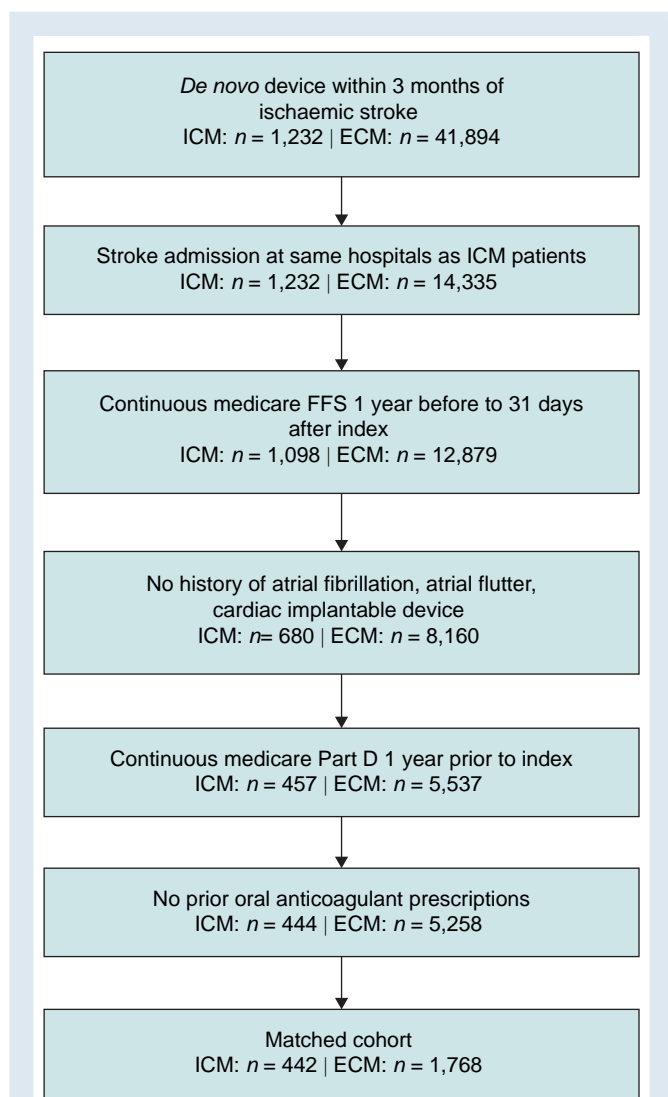 De novo device within 3 months of
ischaemic stroke
ICM: n = 1,232 | ECM: n = 41,894
Stroke admission at same hospitals as ICM patients
ICM: n = 1,232 | ECM: n = 14,335
Continuous medicare FFS 1 year before to 31 days
after index
ICM: n = 1,098 | ECM: n = 12,879
No history of atrial fibrillation, atrial flutter,
cardiac implantable device
ICM: n= 680 | ECM: n = 8,160
Continuous medicare Part D 1 year prior to index
ICM: n = 457 | ECM: n = 5,537
No prior oral anticoagulant prescriptions
ICM: n = 444 | ECM: n = 5,258
Matched cohort
ICM: n = 442 | ECM: n = 1,768